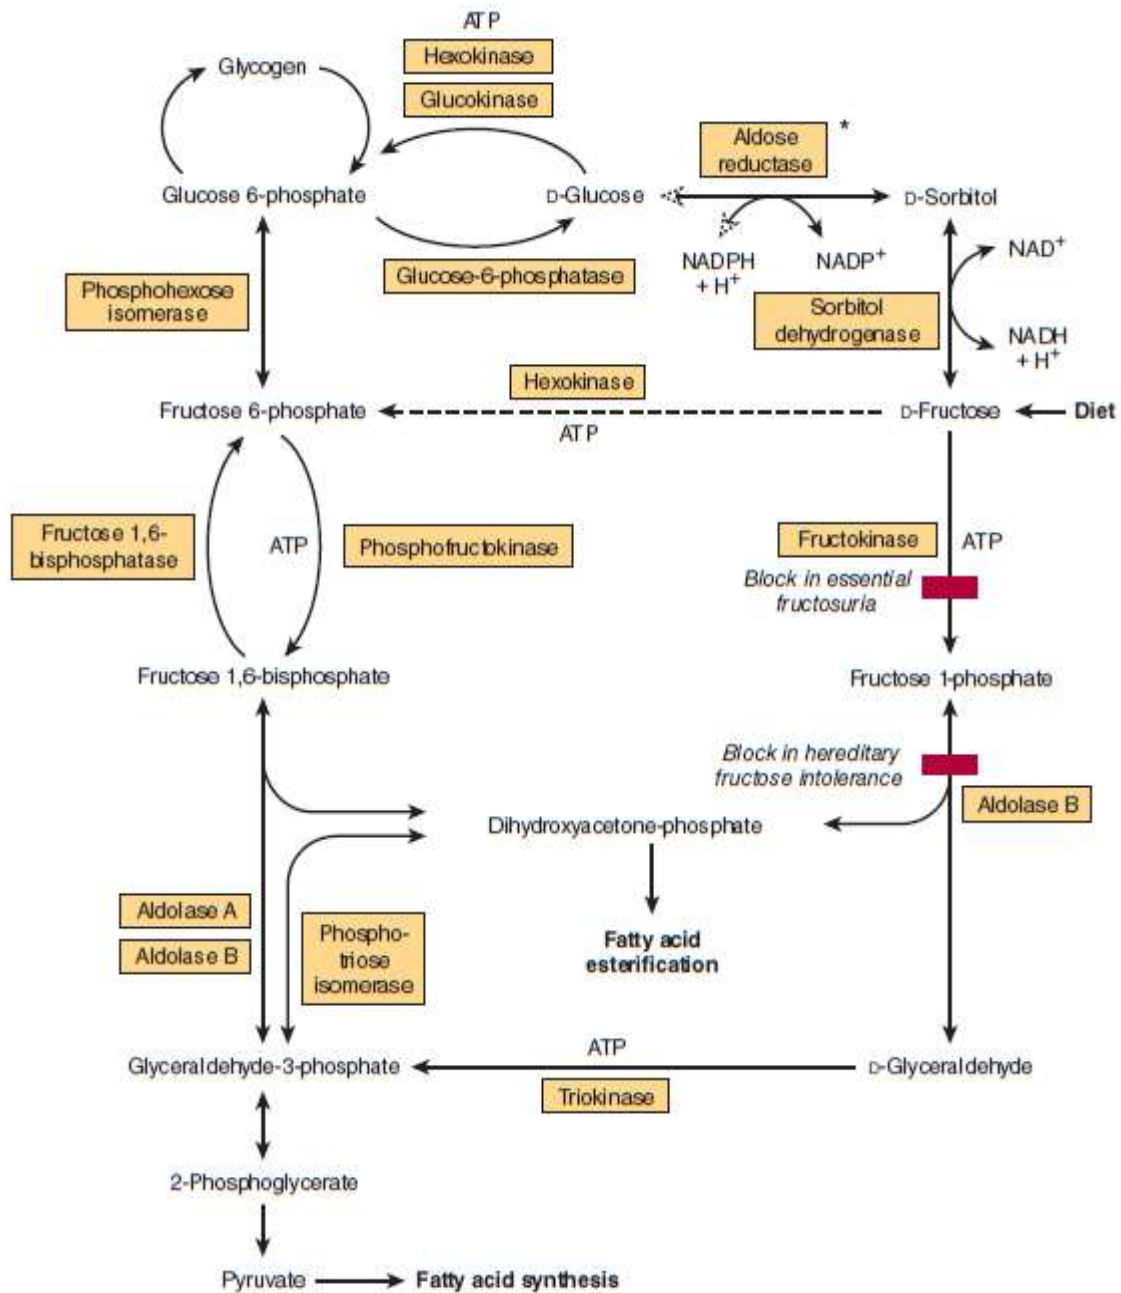 ATP
Hexokinase
Glycogen
Glucokinase
Aldose
reductase
*
Glucose 6-phosphate
D-Glucose
D-Sorbitol
NADPH
+ H+
NADP+
NAD+
Glucose-6-phosphatase
Phosphohexose
isomerase
Sorbitol
dehydrogenase
NADH
+ H+
Hexokinase
Fructose 6-phosphate
ATP
D-Fructose
Diet
Fructose 1,6-
bisphosphatase
ATP
Phosphofructokinase
Fructokinase
ATP
Block in essential
fructosuria
Fructose 1,6-bisphosphate
Fructose 1-phosphate
Block in hereditary
fructose intolerance
Aldolase B
Dihydroxyacetone-phosphate
Aldolase A
Aldolase B
Phospho-
triose
isomerase
Fatty acid
esterification
Glyceraldehyde-3-phosphate
ATP
Triokinase
D-Glyceraldehyde
2-Phosphoglycerate
Pyruvate
Fatty acid synthesis